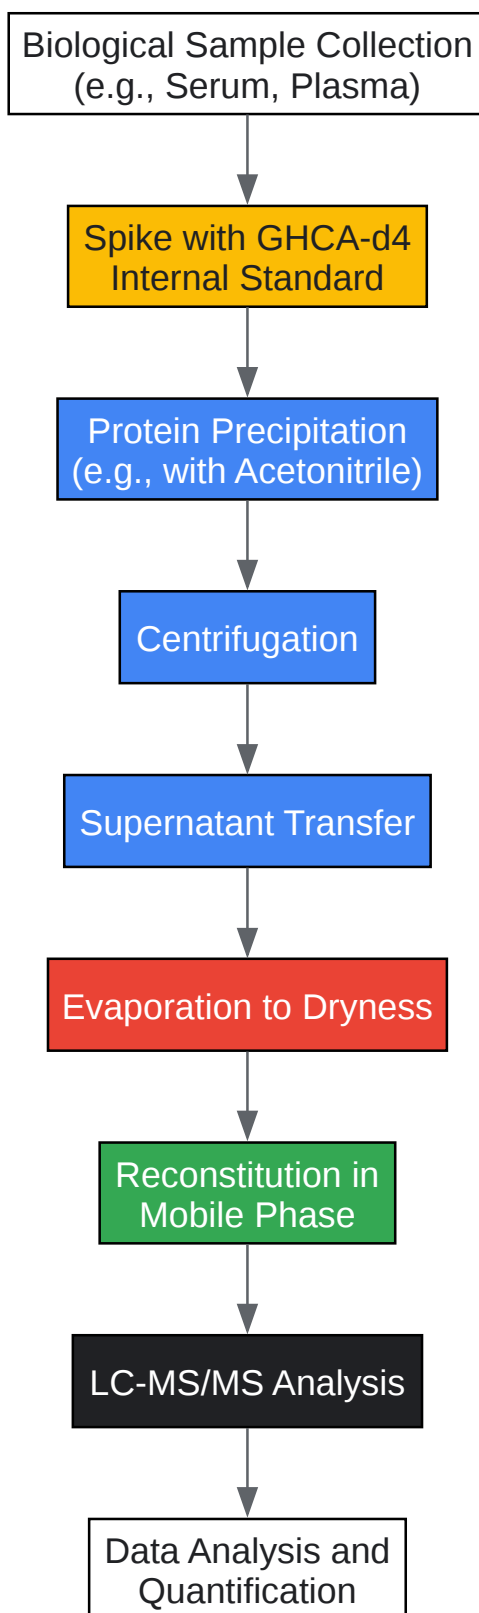 Biological Sample Collection
(e.g., Serum, Plasma)
Spike with GHCA-d4
Internal Standard
Protein Precipitation
(e.g., with Acetonitrile)
Centrifugation
Supernatant Transfer
Evaporation to Dryness
Reconstitution in
Mobile Phase
LC-MS/MS Analysis
Data Analysis and
Quantification